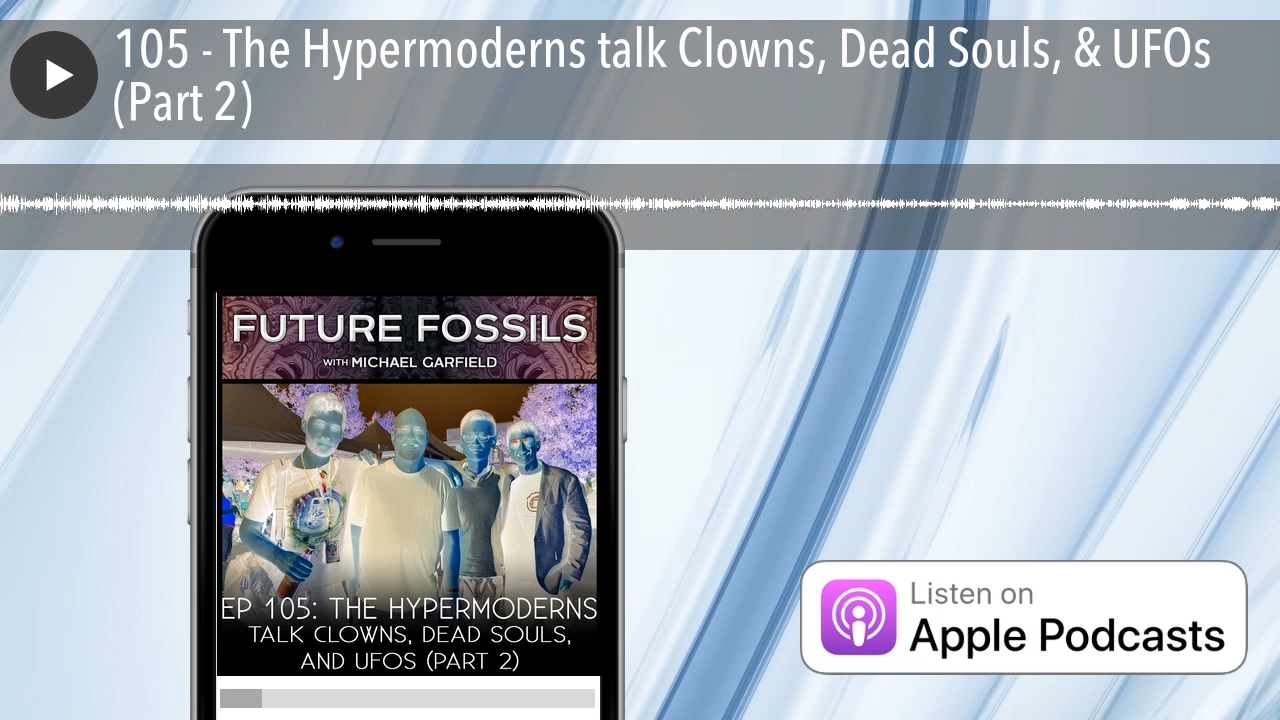 105 - The Hypermoderns talk Clowns, Dead Souls, & UFOs
(Part 2)
FUTURE FOSSILS
WITH MICHAEL GARFIELD
EP 105: THE HYPERMODERNS
TALK CLOWNS, DEAD SOULS,
AND UFOS (PART 2)
Listen on
Apple Podcasts